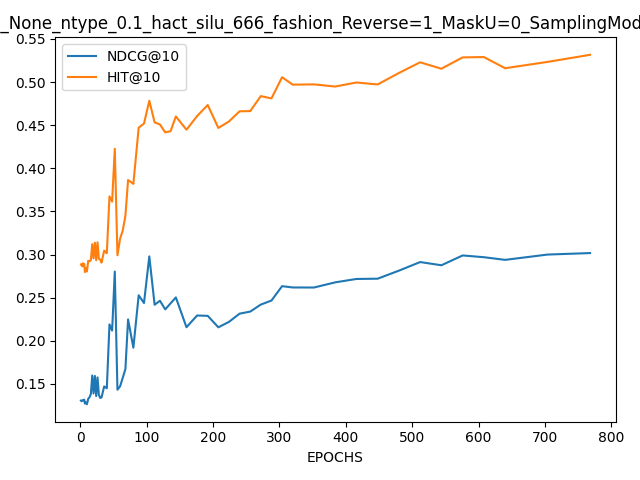 _None_ntype_0.1_hact_silu_666_fashion_Reverse=1_MaskU=0_SamplingMod
NDCG@10
HIT@10
0.55
0.50
0.45
0.40
0.35
0.30
0.25
0.20
0.15
0 100 200 300 400 500 600 700 800
EPOCHS